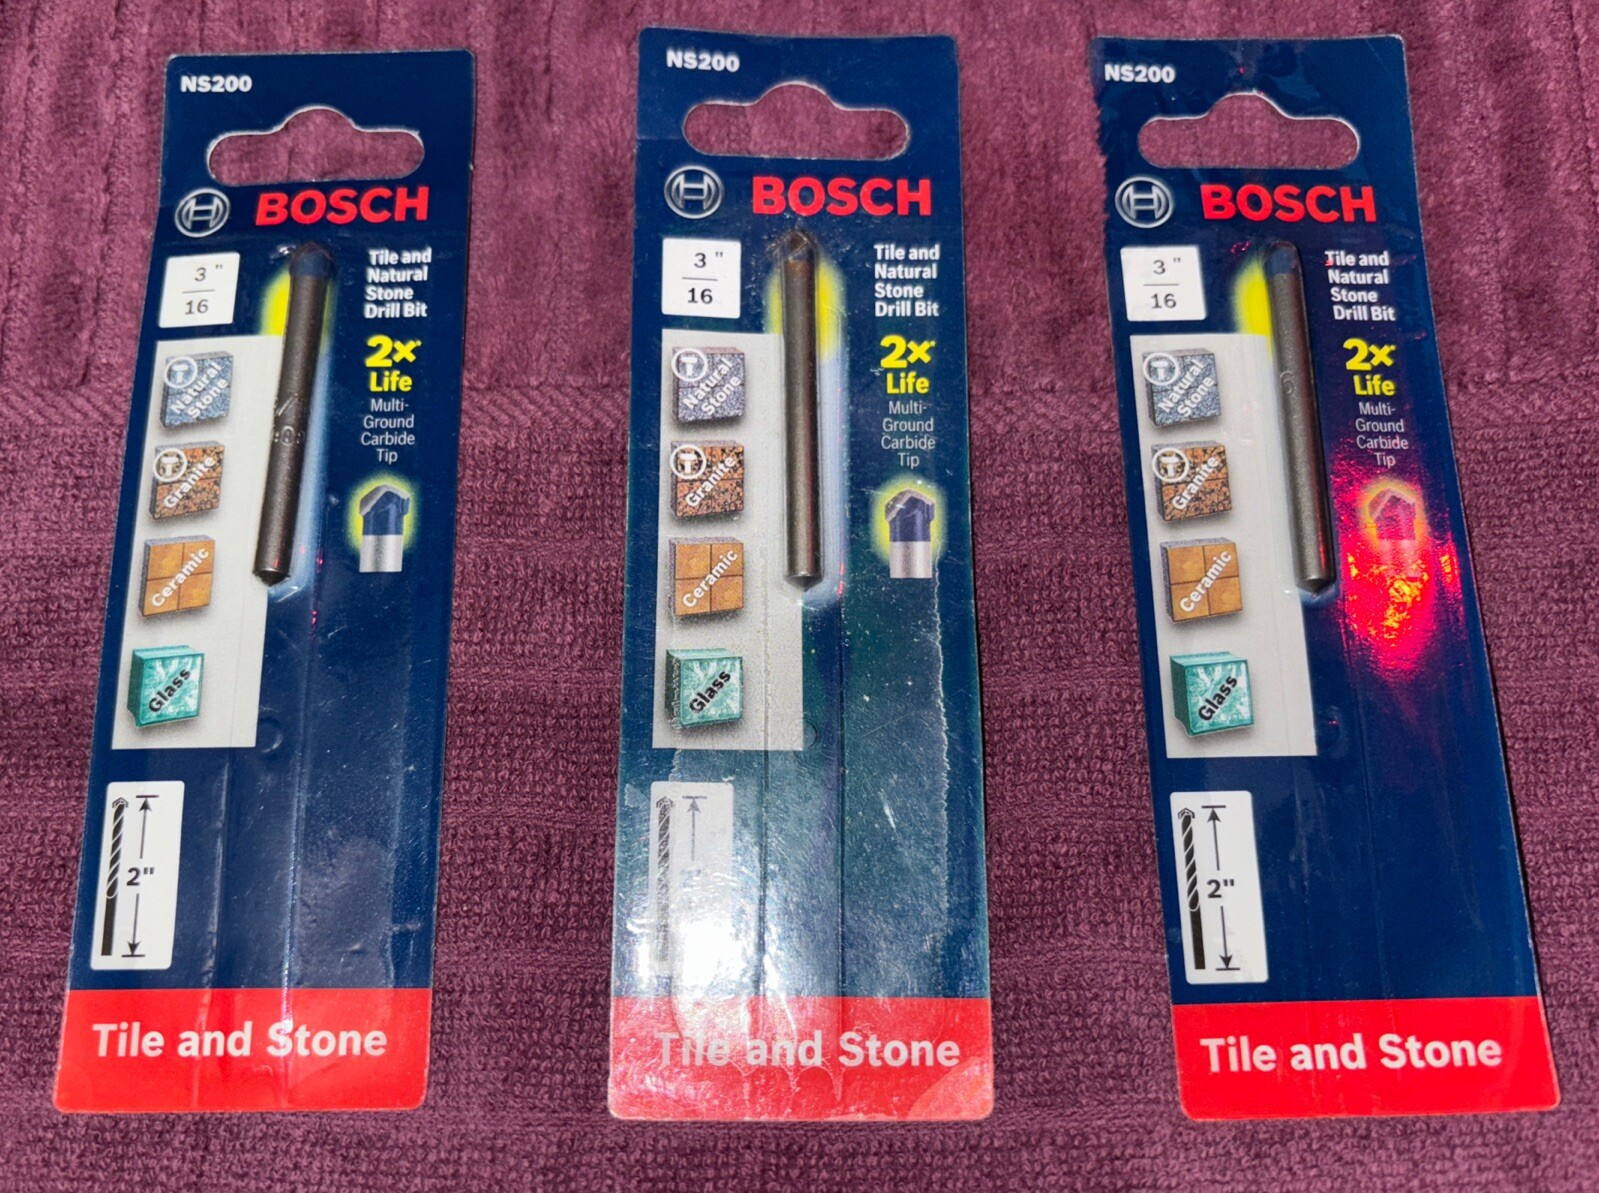 NS200
BOSCH
3"
16
Tile and
Natural
Stone
Drill Bit
2x*
Life
Multi-
Ground
Carbide
Tip
Natural
Stone
Granite
Ceramic
Glass
2"
Tile and Stone
NS200
BOSCH
3"
16
Tile and
Natural
Stone
Drill Bit
2x*
Life
Multi-
Ground
Carbide
Tip
Natural
Stone
Granite
Ceramic
Glass
Tile and Stone
NS200
BOSCH
3"
16
Tile and
Natural
Stone
Drill Bit
2x*
Life
Multi-
Ground
Carbide
Tip
Natural
Stone
Granite
Ceramic
Glass
2"
Tile and Stone